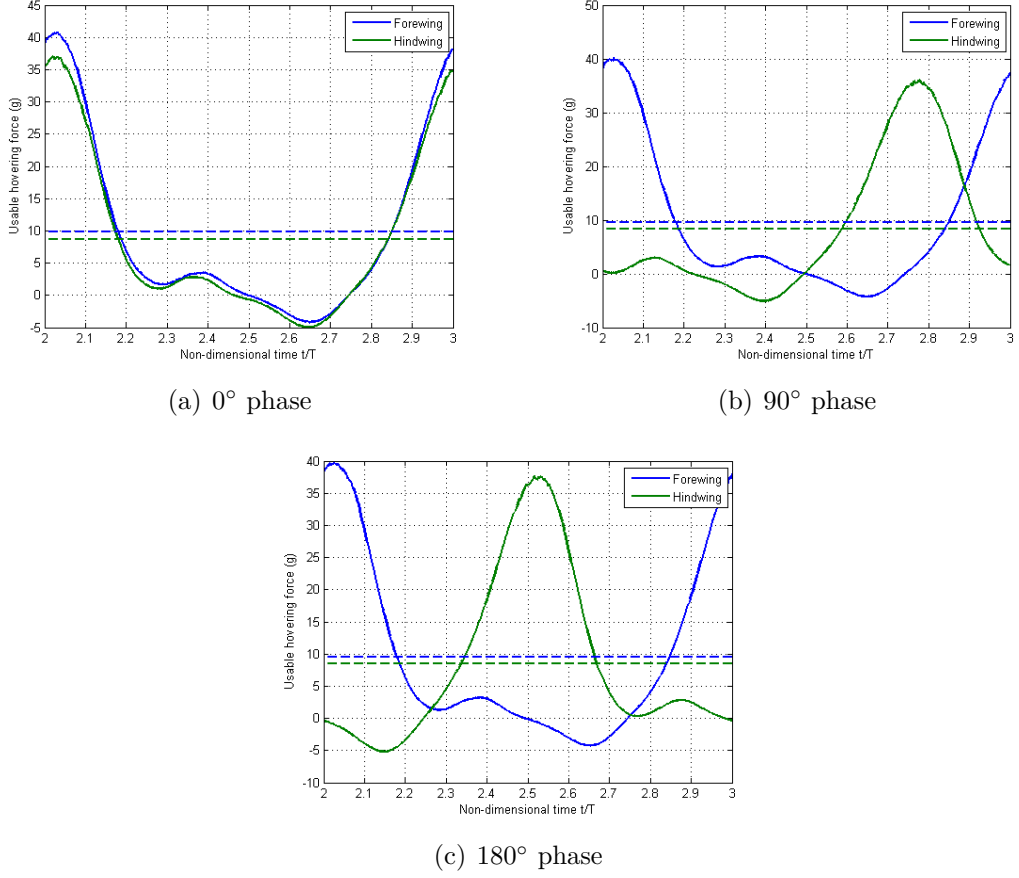 45
40
35
30
25
20
15
10
5
0
-5
Usable hovering force (g)
Forewing
Hindwing
2 2.1 2.2 2.3 2.4 2.5 2.6 2.7 2.8 2.9 3
Non-dimensional time t/T
(a) 0° phase
50
40
30
20
10
0
-10
Usable hovering force (g)
Forewing
Hindwing
2 2.1 2.2 2.3 2.4 2.5 2.6 2.7 2.8 2.9 3
Non-dimensional time t/T
(b) 90° phase
40
35
30
25
20
15
10
5
0
-5
-10
Usable hovering force (g)
Forewing
Hindwing
2 2.1 2.2 2.3 2.4 2.5 2.6 2.7 2.8 2.9 3
Non-dimensional time t/T
(c) 180° phase